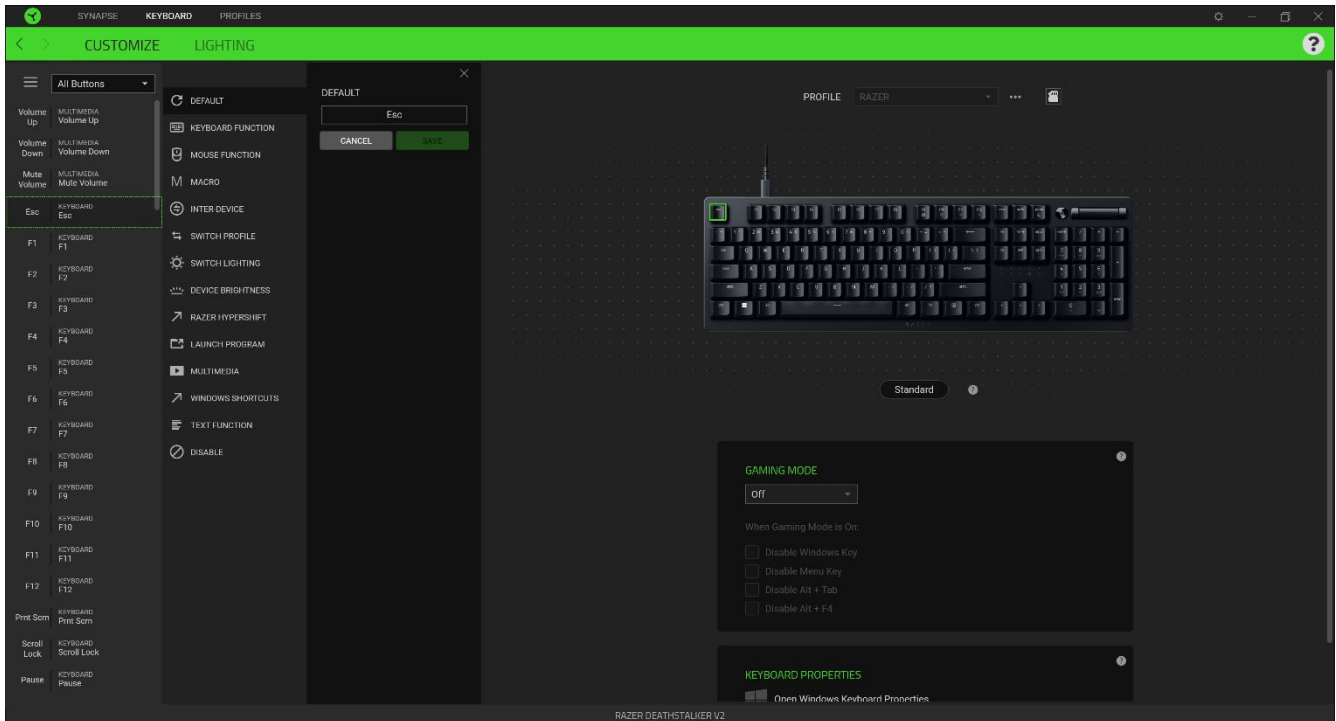 SYNAPSE KEYBOARD PROFILES
CUSTOMIZE LIGHTING
?
All Buttons
Volume Up MULTIMEDIA Volume Up
Volume Down MULTIMEDIA Volume Down
Mute Volume MULTIMEDIA Mute Volume
Esc KEYBOARD Esc
F1 KEYBOARD F1
F2 KEYBOARD F2
F3 KEYBOARD F3
F4 KEYBOARD F4
F5 KEYBOARD F5
F6 KEYBOARD F6
F7 KEYBOARD F7
F8 KEYBOARD F8
F9 KEYBOARD F9
F10 KEYBOARD F10
F11 KEYBOARD F11
F12 KEYBOARD F12
Prnt Scrn KEYBOARD Prnt Scrn
Scroll Lock KEYBOARD Scroll Lock
Pause KEYBOARD Pause
DEFAULT
KEYBOARD FUNCTION
MOUSE FUNCTION
MACRO
INTER DEVICE
SWITCH PROFILE
SWITCH LIGHTING
DEVICE BRIGHTNESS
RAZER HYPERSHIFT
LAUNCH PROGRAM
MULTIMEDIA
WINDOWS SHORTCUTS
TEXT FUNCTION
DISABLE
DEFAULT
Esc
CANCEL SAVE
PROFILE RAZER
RAZER
Standard ?
GAMING MODE ?
Off
When Gaming Mode is On:
Disable Windows Key
Disable Menu Key
Disable Alt + Tab
Disable Alt + F4
KEYBOARD PROPERTIES ?
Open Windows Keyboard Properties
RAZER DEATHSTALKER V2